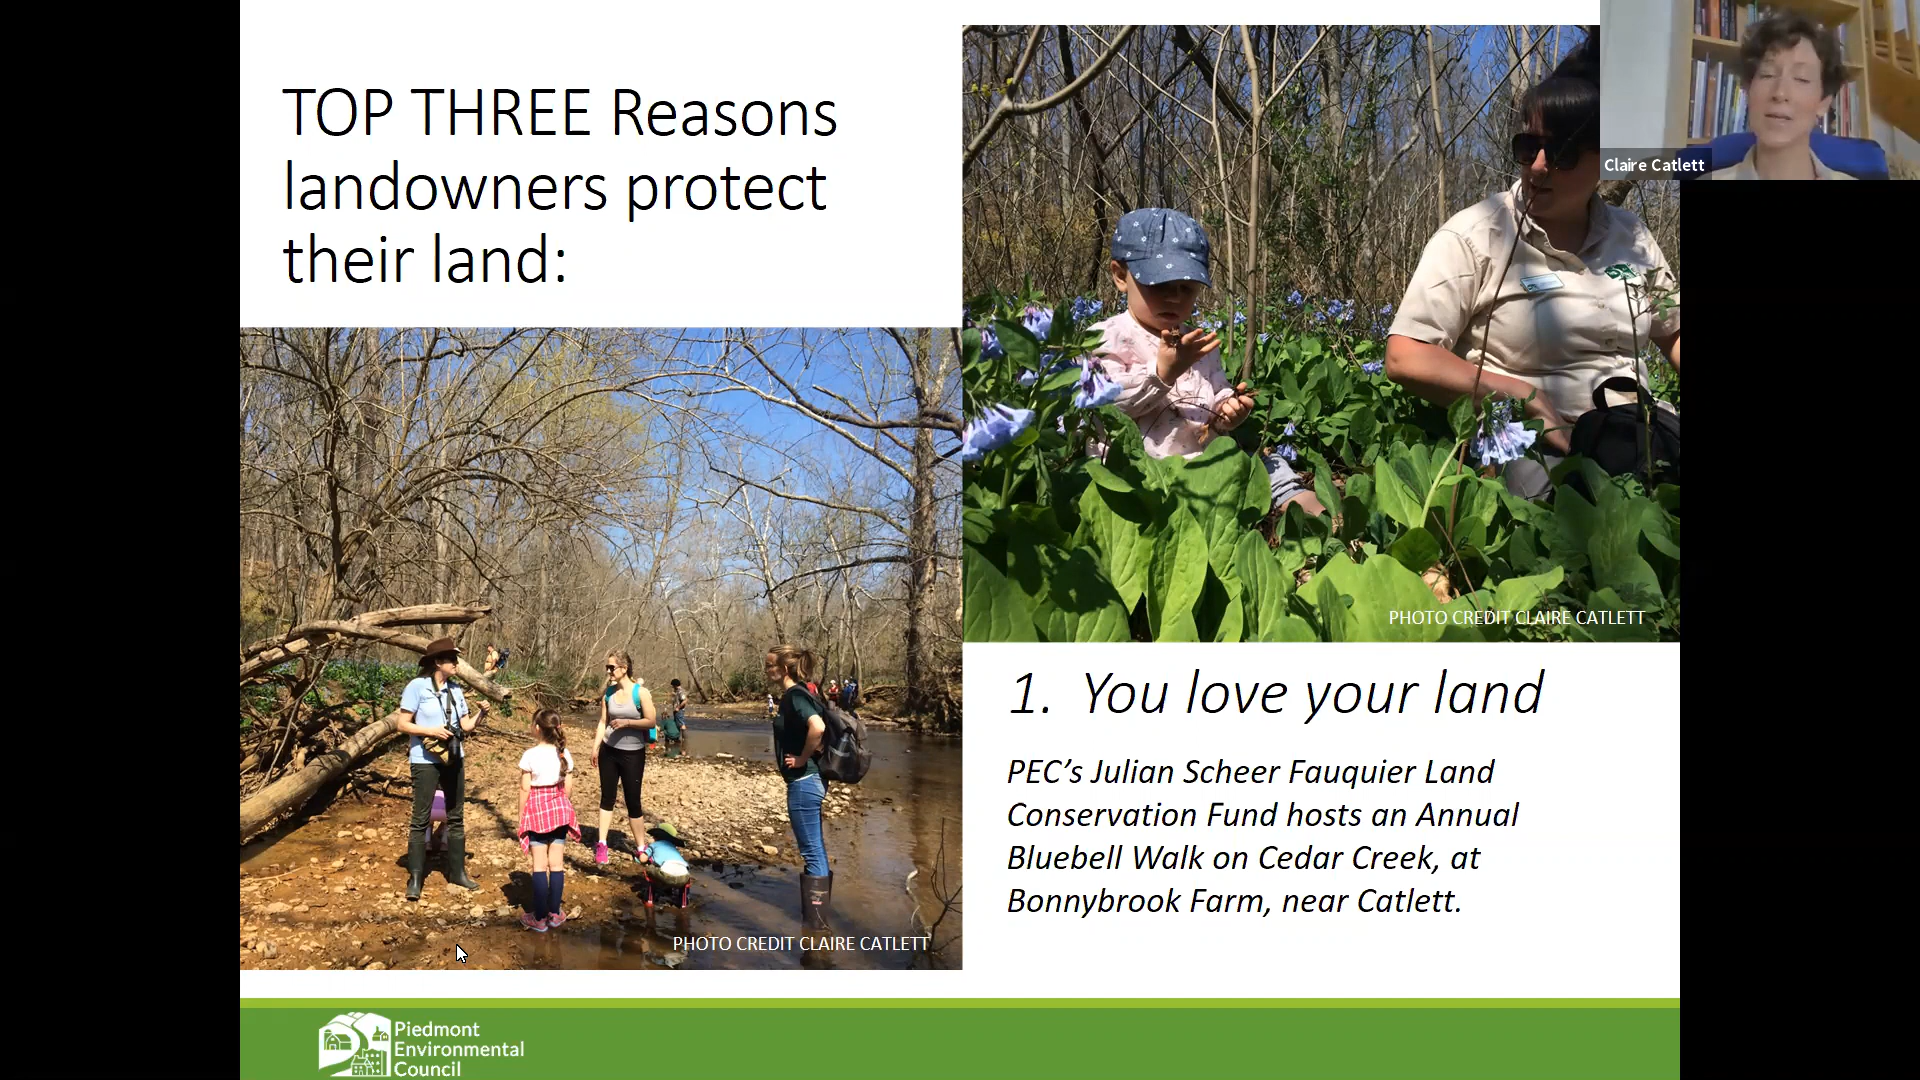 TOP THREE Reasons
landowners protect
their land:
Claire Catlett
PHOTO CREDIT CLAIRE CATLETT
1. You love your land
PEC’s Julian Scheer Fauquier Land
Conservation Fund hosts an Annual
Bluebell Walk on Cedar Creek, at
Bonnybrook Farm, near Catlett.
PHOTO CREDIT CLAIRE CATLETT
Piedmont
Environmental
Council